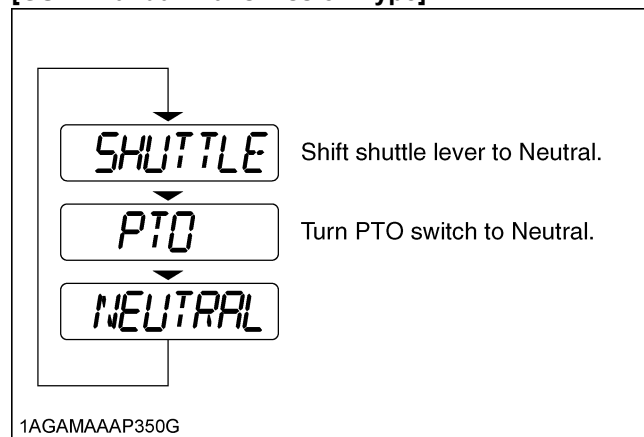 SHUTTLE
Shift shuttle lever to Neutral.
PTO
Turn PTO switch to Neutral.
NEUTRAL
1AGAMAAAP350G